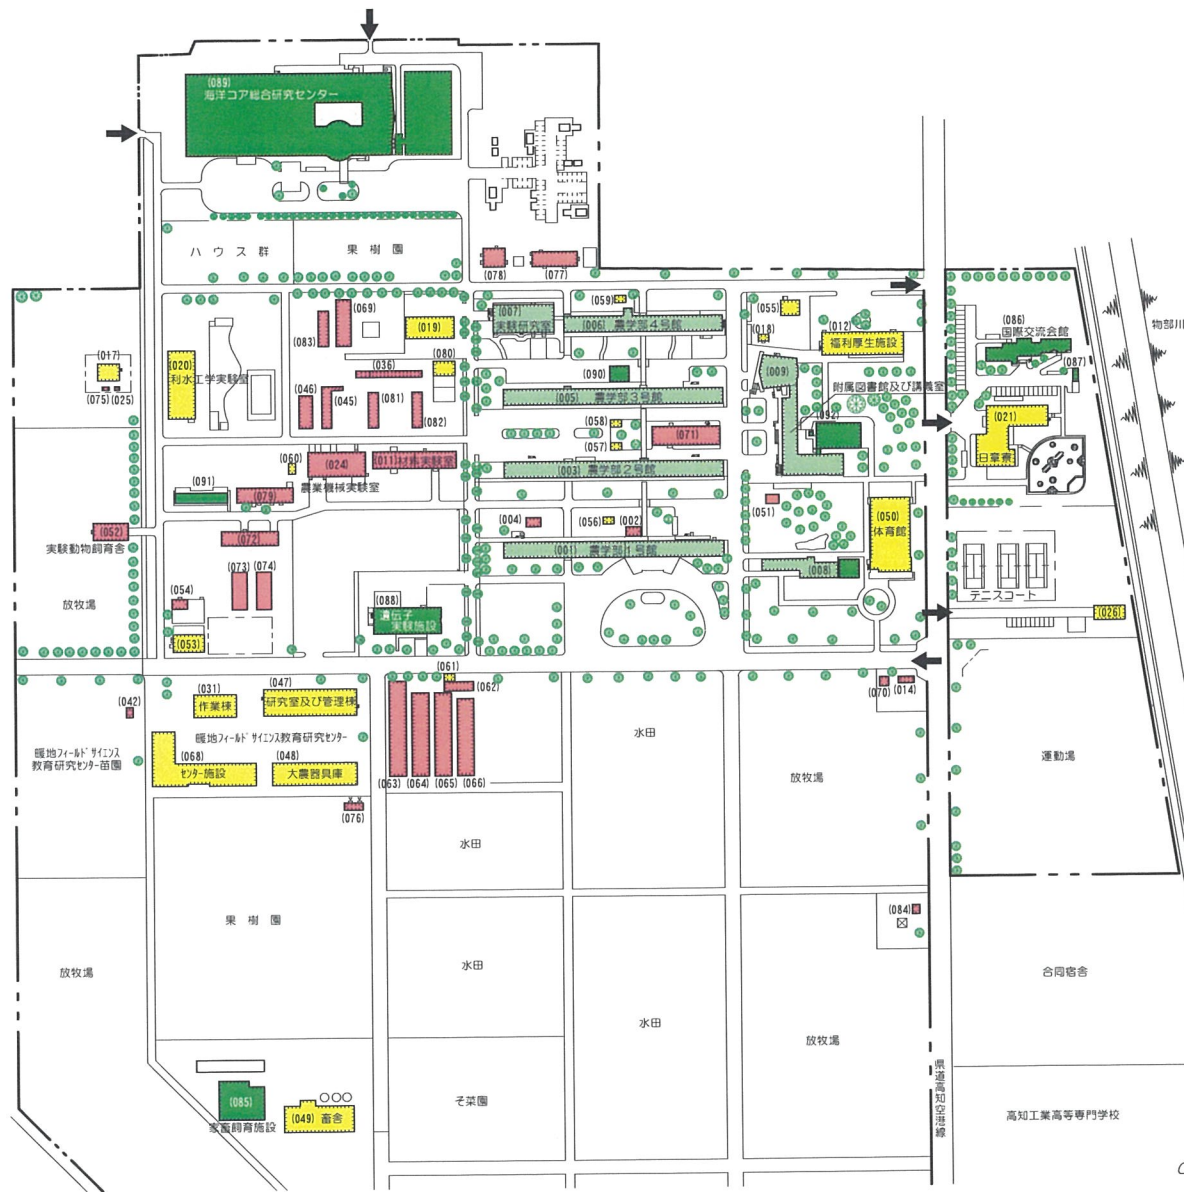 (089)
海洋コア総合研究センター
ハウス群
果樹園
(078)
(077)
(069)
(083)
(019)
(007)
実験研究室
(059)
(006) 農学部4号館
(055)
(018)
(012)
福利厚生施設
(086)
国際交流会館
(087)
物部川
(017)
(075)
(025)
(020)
利水工学実験室
(036)
(080)
(046)
(045)
(081)
(082)
(090)
(005) 農学部3号館
(009)
附属図書館及び講義室
(092)
(021)
日章寮
(058)
(057)
(071)
(060)
(024)
農業機械実験室
(011)
(003) 農学部2号館
(091)
(079)
(052)
実験動物飼育舎
(072)
(004)
(056)
(002)
(001) 農学部1号館
(051)
(050)
体育館
(008)
テニスコート
(026)
(073)
(074)
(054)
(053)
(088)
遺伝子
実験施設
放牧場
(061)
(062)
(070)
(014)
(042)
(031)
作業棟
(047)
研究室及び管理棟
暖地フィールドサイエンス教育研究センター
暖地フィールドサイエンス
教育研究センター苗園
(068)
センター施設
(048)
大農器具庫
(063)
(064)
(065)
(066)
(076)
水田
放牧場
運動場
水田
果樹園
(084)
放牧場
水田
水田
放牧場
合同宿舎
県道高知空港線
(085)
家畜飼育施設
(049) 畜舎
そ菜園
高知工業高等専門学校